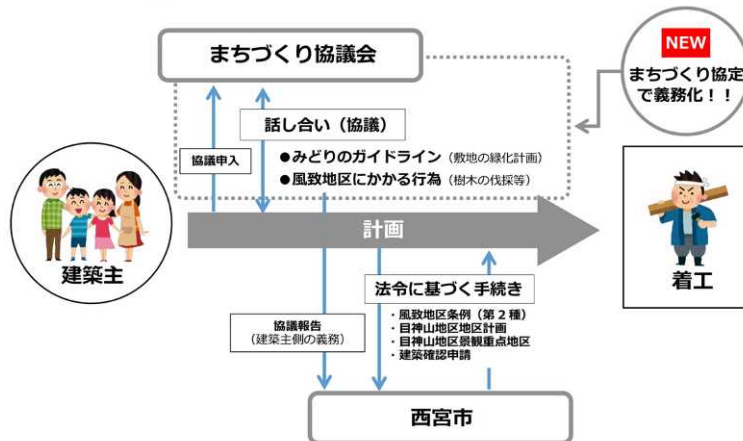 まちづくり協議会
NEW
まちづくり協定
で義務化！！
協議申入
話し合い（協議）
●みどりのガイドライン（敷地の緑化計画）
●風致地区にかかる行為（樹木の伐採等）
計画
建築主
着工
協議報告
（建築主側の義務）
法令に基づく手続き
・風致地区条例（第２種）
・目神山地区地区計画
・目神山地区景観重点地区
・建築確認申請
西宮市